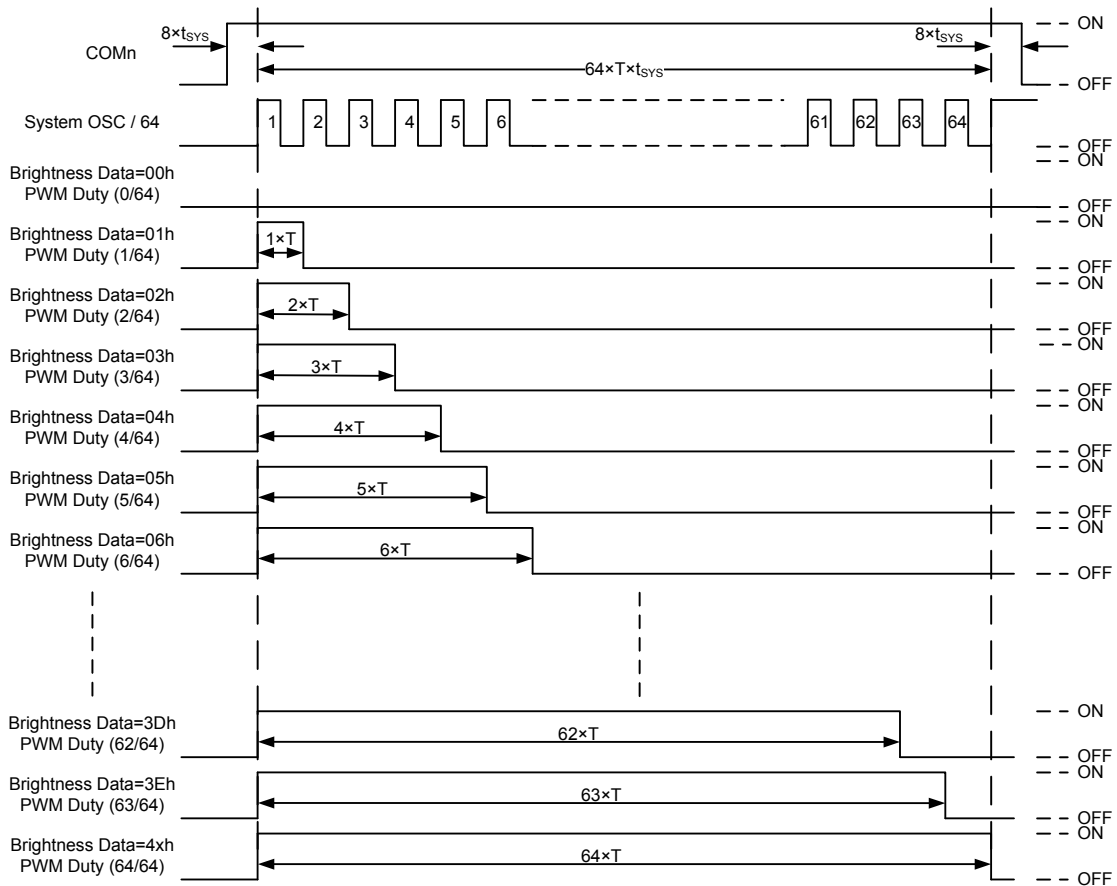 8×tSYS
8×tSYS
ON
COMn
64×T×tSYS
OFF
System OSC / 64
1 2 3 4 5 6 61 62 63 64
OFF
ON
Brightness Data=00h
PWM Duty (0/64)
OFF
ON
Brightness Data=01h
PWM Duty (1/64)
1×T
OFF
ON
Brightness Data=02h
PWM Duty (2/64)
2×T
OFF
ON
Brightness Data=03h
PWM Duty (3/64)
3×T
OFF
ON
Brightness Data=04h
PWM Duty (4/64)
4×T
OFF
ON
Brightness Data=05h
PWM Duty (5/64)
5×T
OFF
ON
Brightness Data=06h
PWM Duty (6/64)
6×T
OFF
ON
Brightness Data=3Dh
PWM Duty (62/64)
62×T
OFF
ON
Brightness Data=3Eh
PWM Duty (63/64)
63×T
OFF
ON
Brightness Data=4xh
PWM Duty (64/64)
64×T
OFF